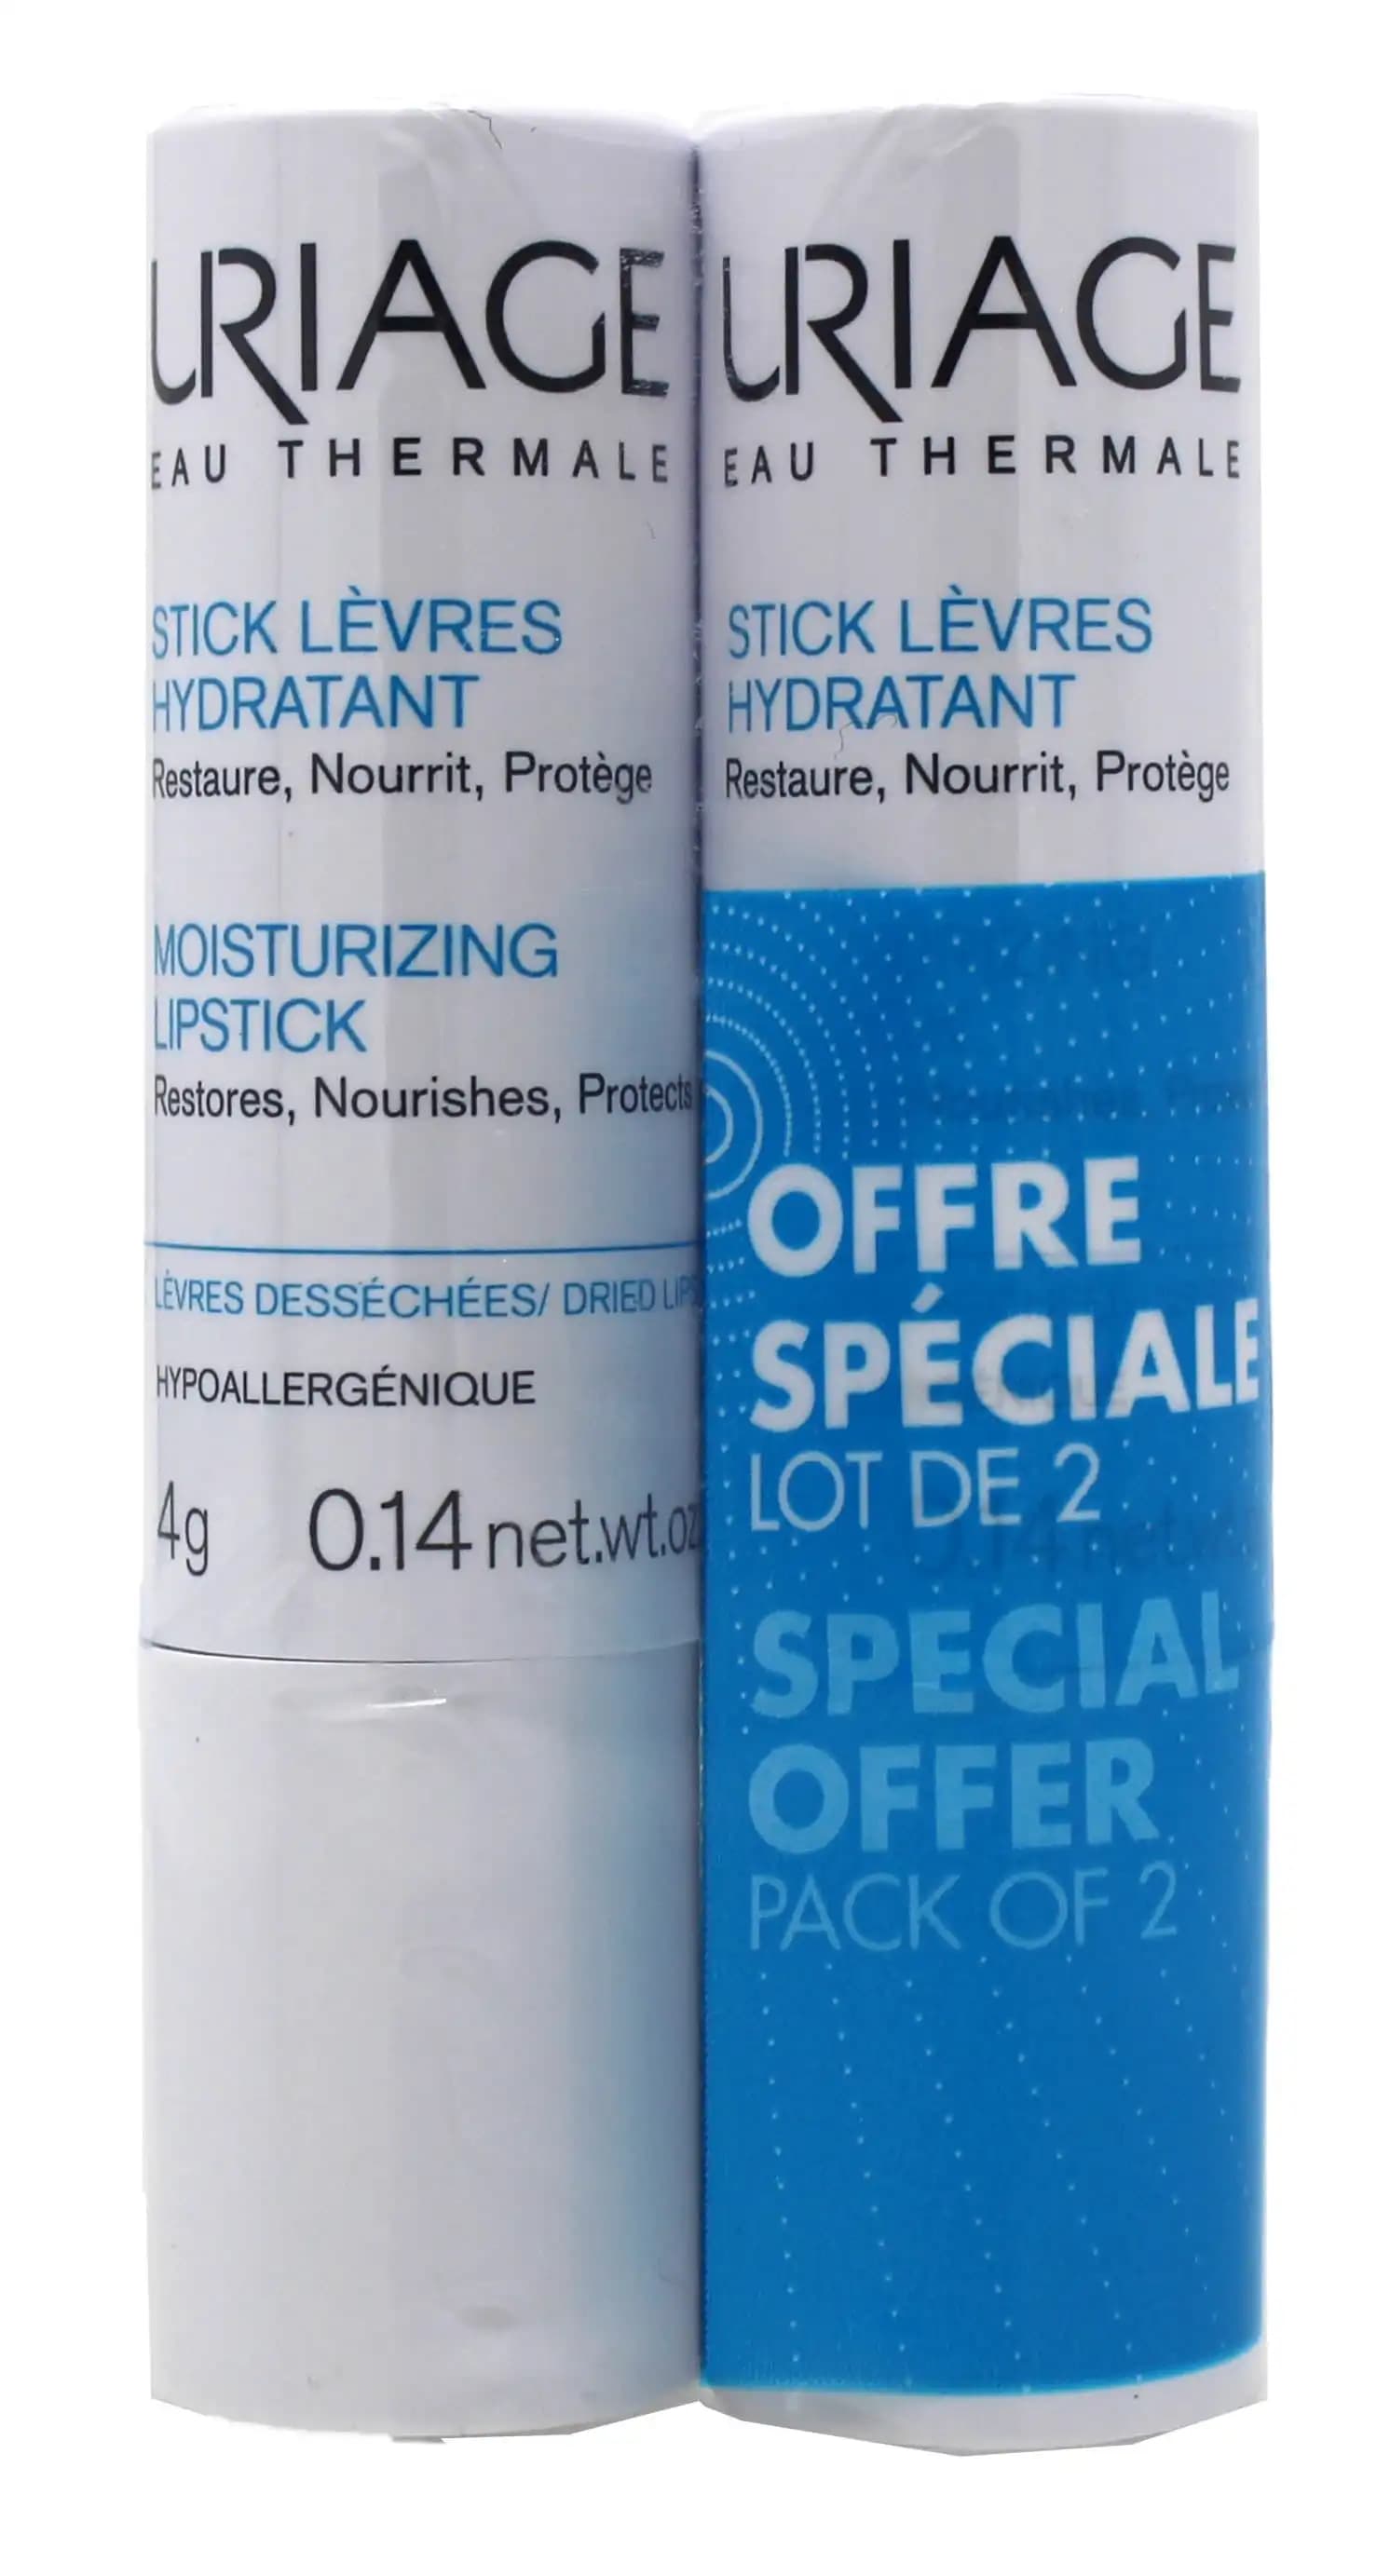 URIAGE
EAU THERMALE
STICK LÈVRES
HYDRATANT
Restaure, Nourrit, Protège
MOISTURIZING
LIPSTICK
Restores, Nourishes, Protects
LÈVRES DESSÉCHÉES/ DRIED LIPS
HYPOALLERGÉNIQUE
4g 0.14 net.wt.oz
URIAGE
EAU THERMALE
STICK LÈVRES
HYDRATANT
Restaure, Nourrit, Protège
OFFRE
SPÉCIALE
LOT DE 2
SPECIAL
OFFER
PACK OF 2